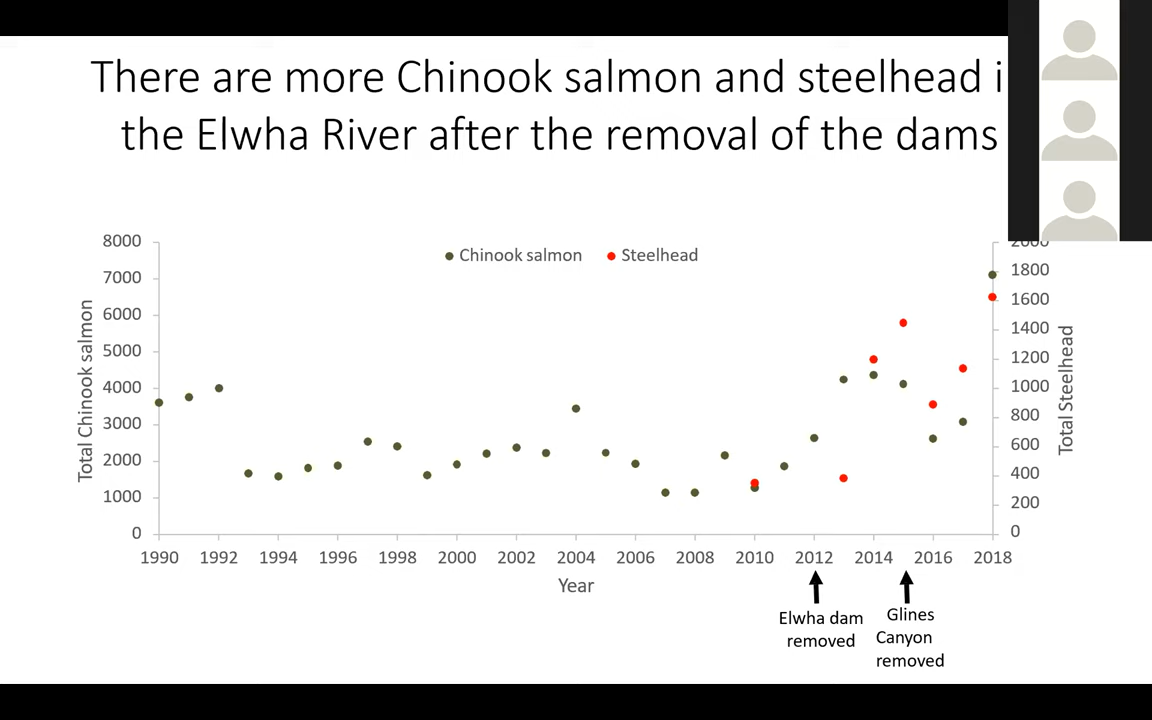 There are more Chinook salmon and steelhead i
the Elwha River after the removal of the dams
Chinook salmon Steelhead
8000
7000
6000
5000
4000
3000
2000
1000
0
Total Chinook salmon
2000
1800
1600
1400
1200
1000
800
600
400
200
0
Total Steelhead
1990 1992 1994 1996 1998 2000 2002 2004 2006 2008 2010 2012 2014 2016 2018
Year
Elwha dam
removed
Glines
Canyon
removed